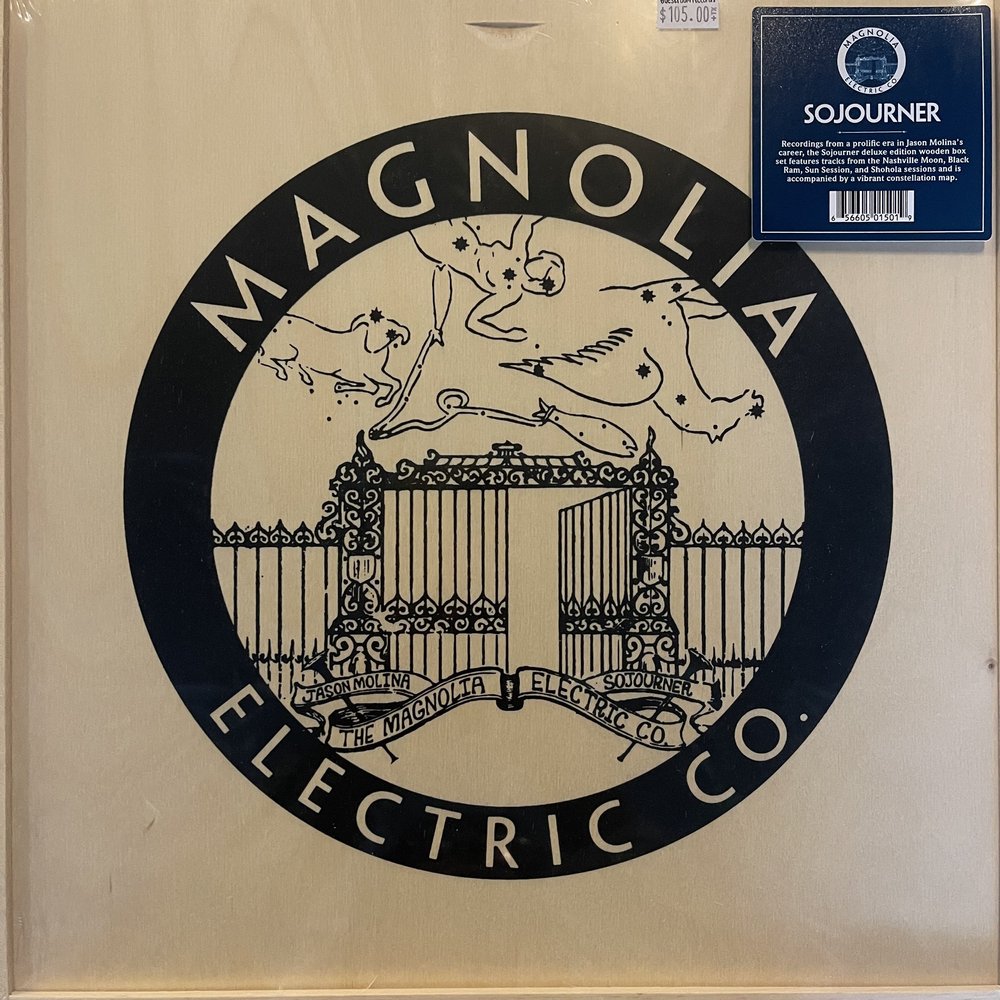 $105.00
MAGNOLIA
ELECTRIC CO.
SOJOURNER
Recordings from a prolific era in Jason Molina's
career, the Sojourner deluxe edition wooden box
set features tracks from the Nashville Moon, Black
Ram, Sun Session, and Shohola sessions and is
accompanied by a vibrant constellation map.
6 56605 01501 9
MAGNOLIA
JASON MOLINA
SOJOURNER
THE MAGNOLIA ELECTRIC CO.
ELECTRIC CO.